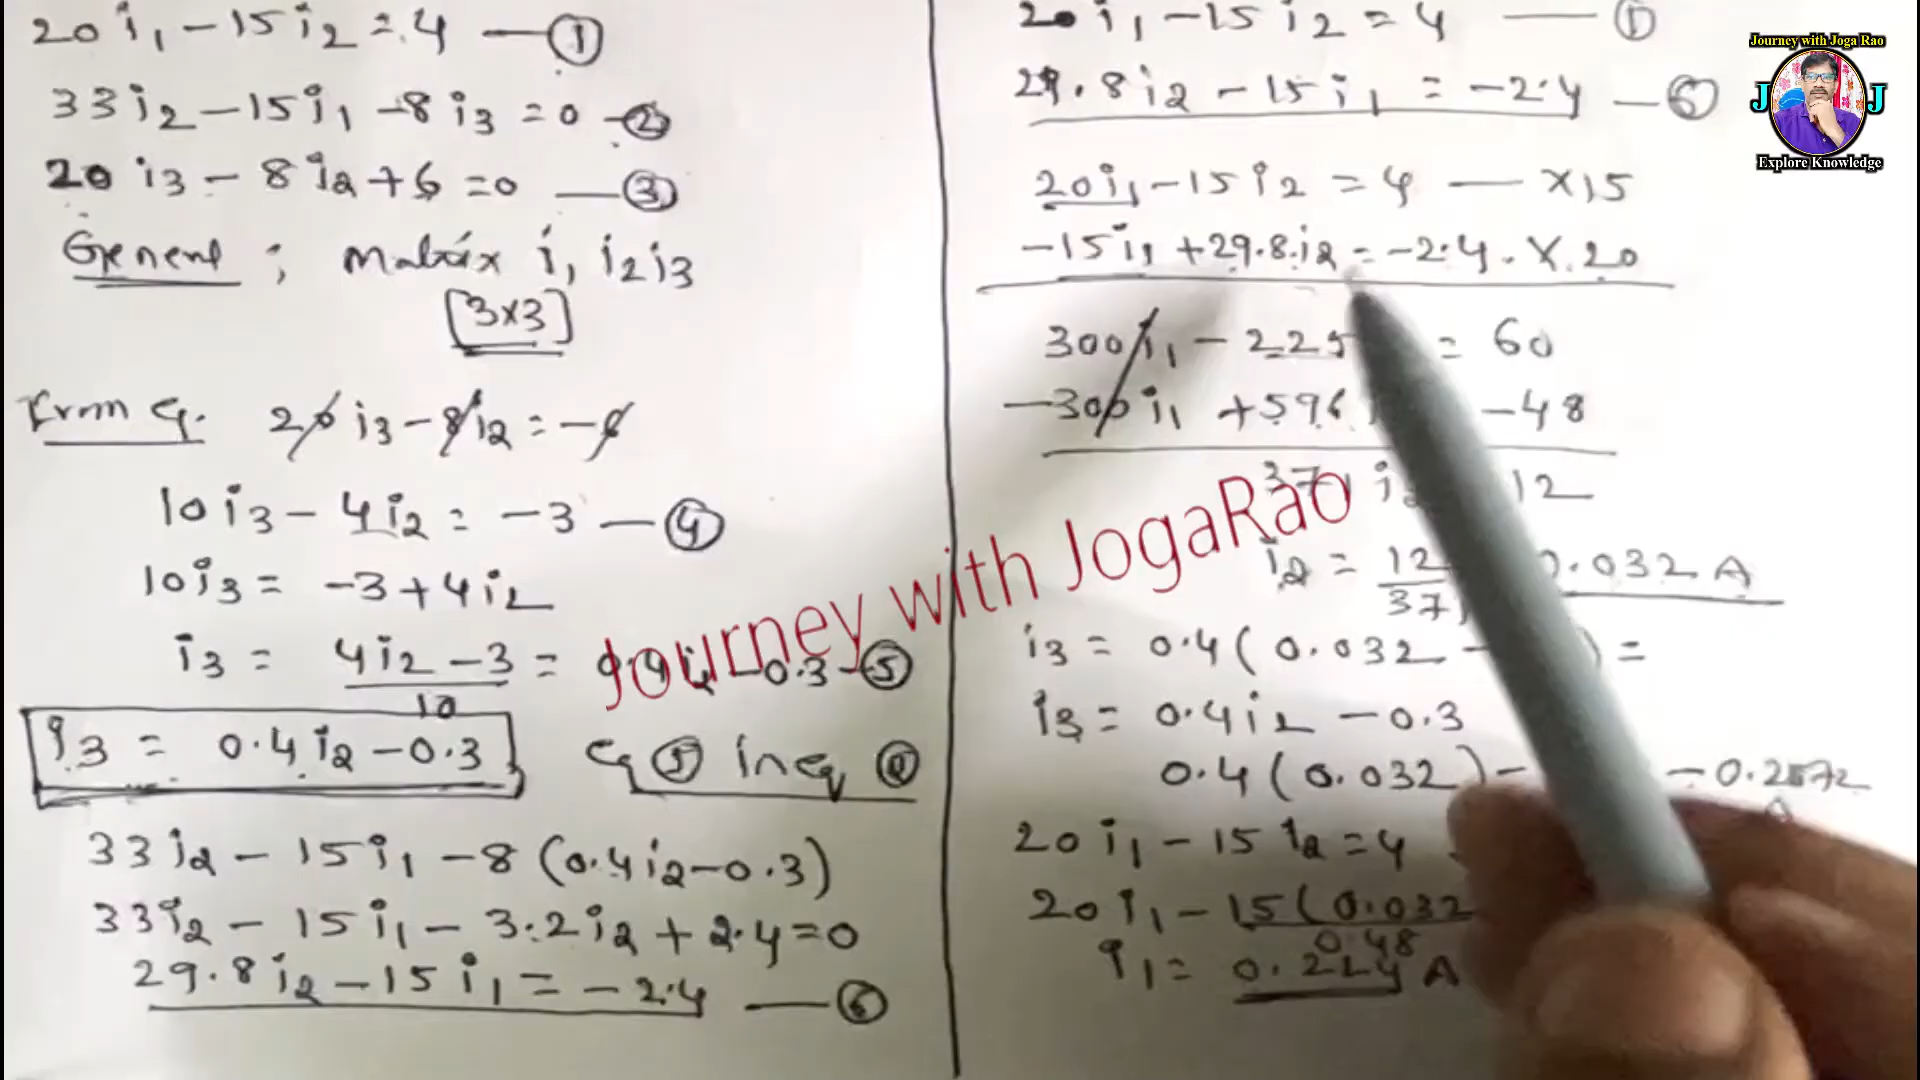 20 i1 - 15 i2 = 4 — ①
33 i2 - 15 i1 - 8 i3 = 0 — ②
20 i3 - 8 i2 + 6 = 0 — ③
General ; matrix i1 i2 i3
[3x3]
From eq. 20 i3 - 8 i2 = -6
10 i3 - 4 i2 = -3 — ④
10 i3 = -3 + 4 i2
i3 = 4 i2 - 3 / 10 = 0.4 i2 - 0.3 — ⑤
i3 = 0.4 i2 - 0.3
eq ⑤ in eq ②
33 i2 - 15 i1 - 8 (0.4 i2 - 0.3)
33 i2 - 15 i1 - 3.2 i2 + 2.4 = 0
29.8 i2 - 15 i1 = -2.4 — ⑥
20 i1 - 15 i2 = 4 — ①
29.8 i2 - 15 i1 = -2.4 — ⑥
20 i1 - 15 i2 = 4 — x 15
-15 i1 + 29.8 i2 = -2.4 . x 20
300 i1 - 225 = 60
-300 i1 + 596 -48
371 i2 12
i2 = 12 / 371 0.032 A
i3 = 0.4 ( 0.032 - ) =
i3 = 0.4 i2 - 0.3
0.4 ( 0.032 ) - - 0.2872
A
20 i1 - 15 i2 = 4
20 i1 - 15 ( 0.032
0.48
i1 = 0.224 A
Journey with JogaRao
Journey with Joga Rao
J J
Explore Knowledge